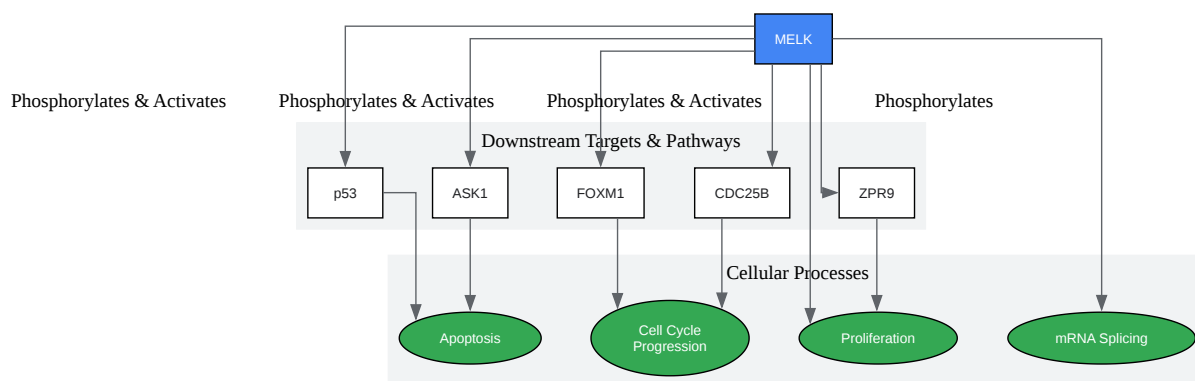 MELK
Phosphorylates & Activates
Phosphorylates & Activates
Phosphorylates & Activates
Phosphorylates
Downstream Targets & Pathways
p53
ASK1
FOXM1
CDC25B
ZPR9
Cellular Processes
Apoptosis
Cell Cycle
Progression
Proliferation
mRNA Splicing